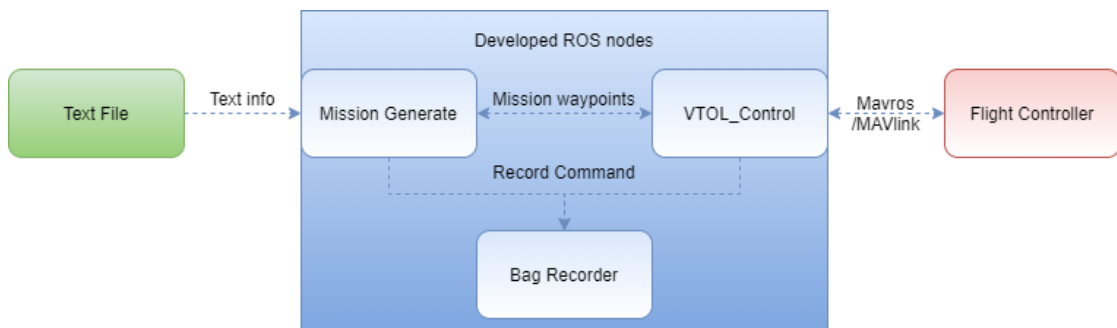 Developed ROS nodes
Text File
Text info
Mission Generate
Mission waypoints
VTOL_Control
Mavros
/MAVlink
Flight Controller
Record Command
Bag Recorder